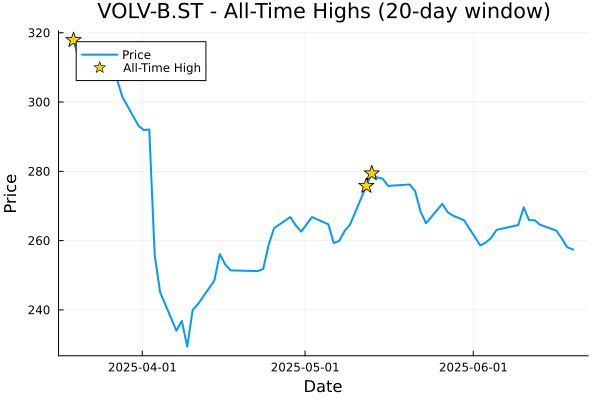 VOLV-B.ST - All-Time Highs (20-day window)
320
Price
All-Time High
300
280
260
240
Price
2025-04-01
2025-05-01
2025-06-01
Date